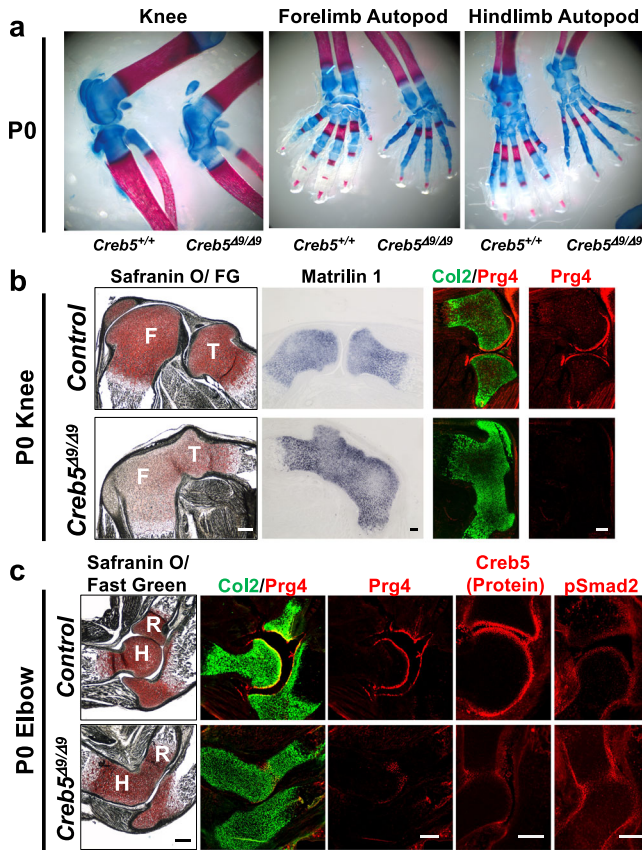 a
Knee
Forelimb Autopod
Hindlimb Autopod
P0
Creb5+/+
Creb5Δ9/Δ9
Creb5+/+
Creb5Δ9/Δ9
Creb5+/+
Creb5Δ9/Δ9
b
Safranin O/ FG
Matrilin 1
Col2/Prg4
Prg4
P0 Knee
Control
F
T
Creb5Δ9/Δ9
F
T
c
Safranin O/
Fast Green
Col2/Prg4
Prg4
Creb5
(Protein)
pSmad2
P0 Elbow
Control
R
H
Creb5Δ9/Δ9
R
H